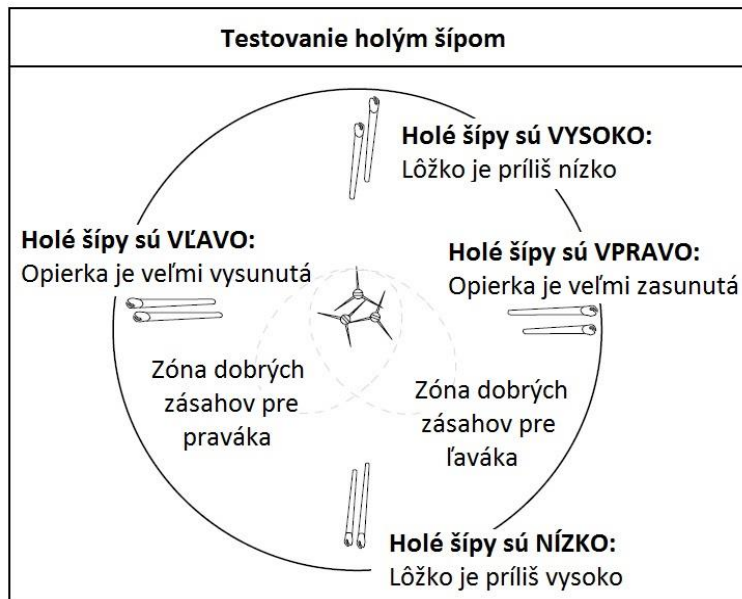 Testovanie holým šípom
Holé šípy sú VYSOKO:
Lôžko je príliš nízko
Holé šípy sú VĽAVO:
Opierka je veľmi vysunutá
Holé šípy sú VPRAVO:
Opierka je veľmi zasunutá
Zóna dobrých
zásahov pre
praváka
Zóna dobrých
zásahov pre
ľaváka
Holé šípy sú NÍZKO:
Lôžko je príliš vysoko